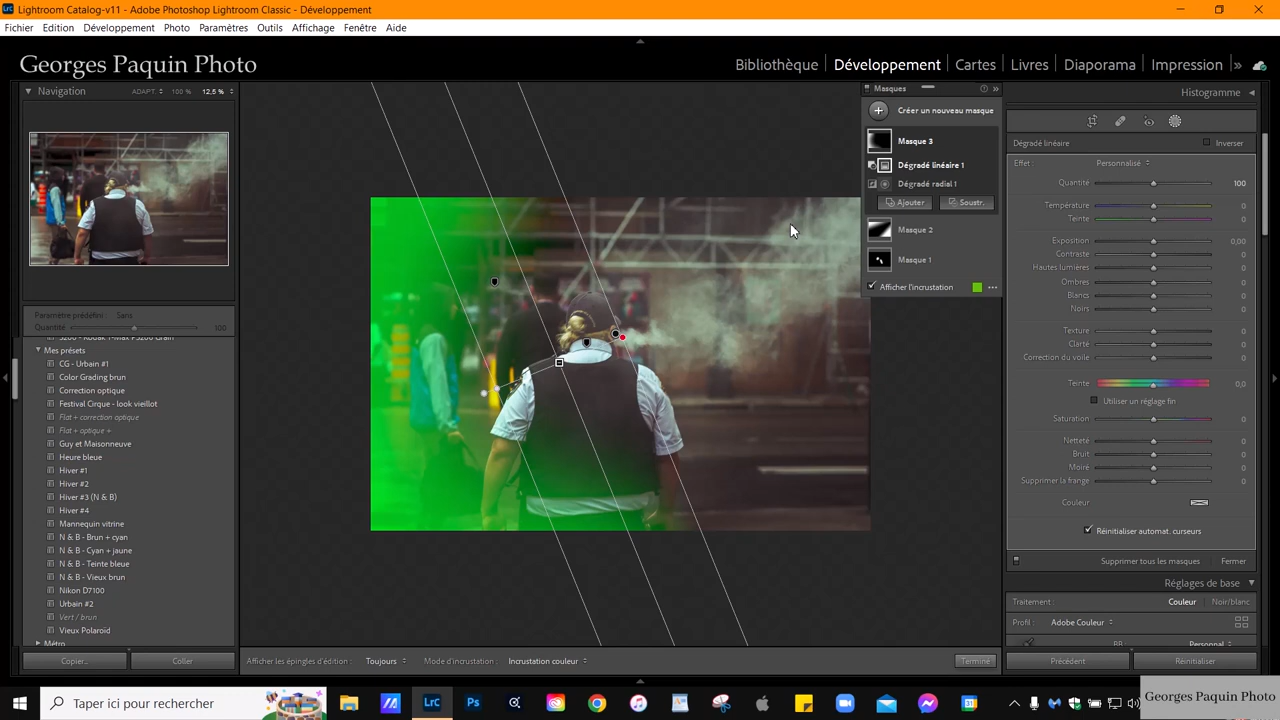 Lightroom Catalog-v11 - Adobe Photoshop Lightroom Classic - Développement
Fichier Edition Développement Photo Paramètres Outils Affichage Fenêtre Aide
Georges Paquin Photo
Bibliothèque Développement Cartes Livres Diaporama Impression »
Navigation ADAPT. 100 % 12,5 %
Paramètre prédéfini : Sans
Quantité 100
Mes présets
CG - Urbain #1
Color Grading brun
Correction optique
Festival Cirque - look vieillot
Flat + correction optique
Flat + optique +
Guy et Maisonneuve
Heure bleue
Hiver #1
Hiver #2
Hiver #3 (N & B)
Hiver #4
Mannequin vitrine
N & B - Brun + cyan
N & B - Cyan + jaune
N & B - Teinte bleue
N & B - Vieux brun
Nikon D7100
Urbain #2
Vert / brun
Vieux Polaroid
Métro
Copier... Coller
Masques
Créer un nouveau masque
Masque 3
Dégradé linéaire 1
Dégradé radial 1
Ajouter Soustr.
Masque 2
Masque 1
Afficher l'incrustation
Afficher les épingles d'édition : Toujours Mode d'incrustation : Incrustation couleur Terminé
Histogramme
Dégradé linéaire Inverser
Effet : Personnalisé
Quantité 100
Température 0
Teinte 0
Exposition 0,00
Contraste 0
Hautes lumières 0
Ombres 0
Blancs 0
Noirs 0
Texture 0
Clarté 0
Correction du voile 0
Teinte 0,0
Utiliser un réglage fin
Saturation 0
Netteté 0
Bruit 0
Moiré 0
Supprimer la frange 0
Couleur
Réinitialiser automat. curseurs
Supprimer tous les masques Fermer
Réglages de base
Traitement : Couleur Noir/blanc
Profil : Adobe Couleur
BB : Personnal.
Précédent Réinitialiser
Taper ici pour rechercher
LrC Ps
Georges Paquin Photo